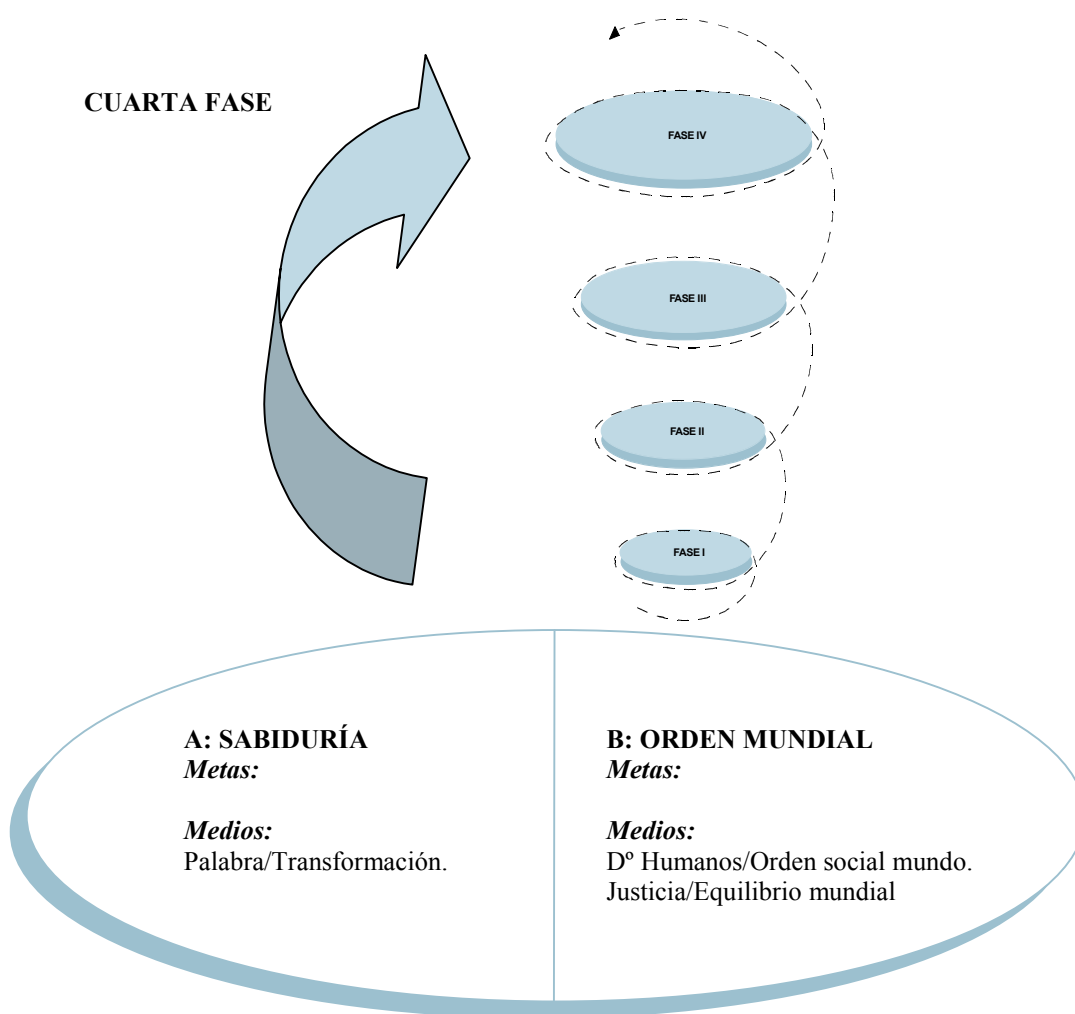 CUARTA FASE
FASE IV
FASE III
FASE II
FASE I
A: SABIDURÍA
Metas:
Medios:
Palabra/Transformación.
B: ORDEN MUNDIAL
Metas:
Medios:
Dº Humanos/Orden social mundo.
Justicia/Equilibrio mundial